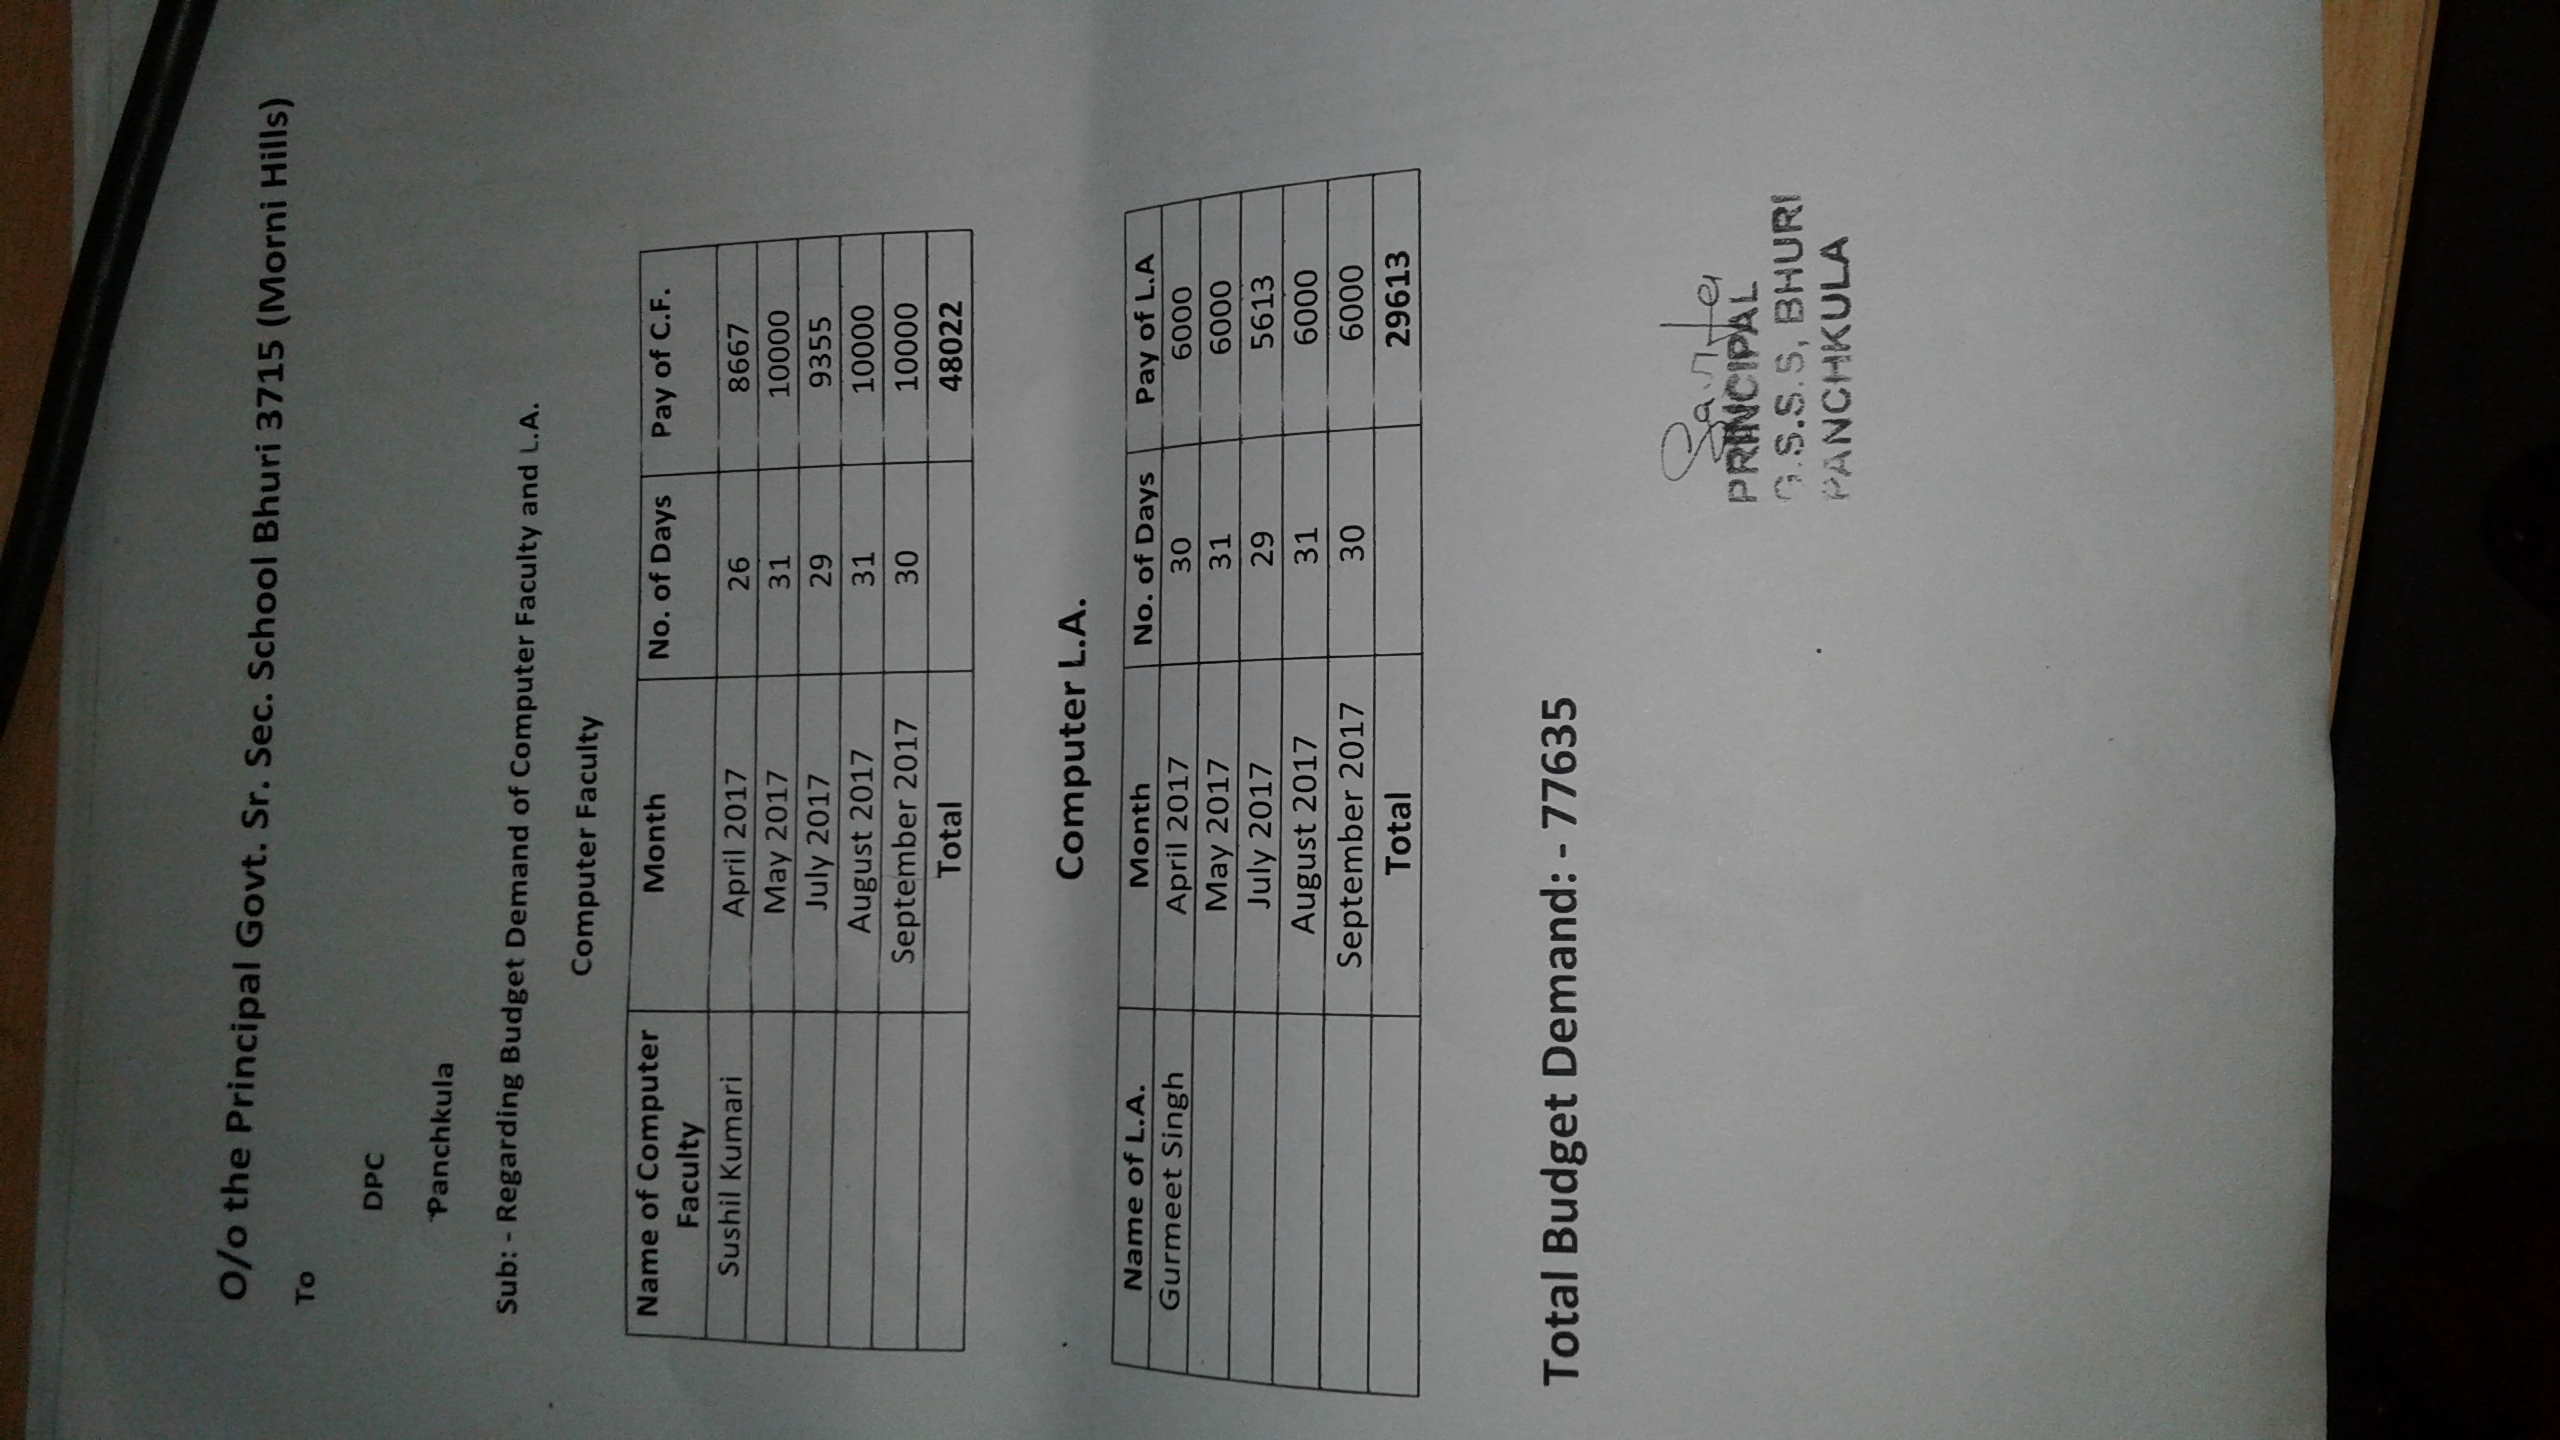 O/o the Principal Govt. Sr. Sec. School Bhuri 3715 (Morni Hills)
To
DPC
Panchkula
Sub: - Regarding Budget Demand of Computer Faculty and L.A.
Computer Faculty
Name of Computer Faculty Month No. of Days Pay of C.F.
Sushil Kumari April 2017 26 8667
May 2017 31 10000
July 2017 29 9355
August 2017 31 10000
September 2017 30 10000
Total 48022
Computer L.A.
Name of L.A. Month No. of Days Pay of L.A
Gurmeet Singh April 2017 30 6000
May 2017 31 6000
July 2017 29 5613
August 2017 31 6000
September 2017 30 6000
Total 29613
Total Budget Demand: - 77635
PRINCIPAL
G.S.S.S, BHURI
PANCHKULA